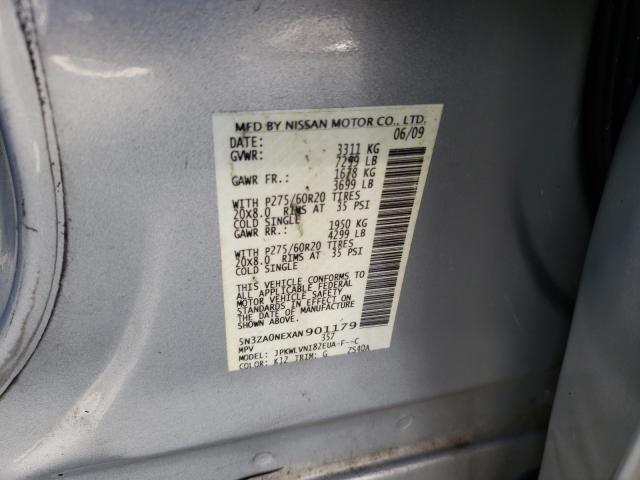 MFD BY NISSAN MOTOR CO., LTD.
DATE: 06/09
GVWR: 3311 KG
7299 LB
GAWR FR.: 1678 KG
3699 LB
WITH P275/60R20 TIRES
20X8.0 RIMS AT 35 PSI
COLD SINGLE
GAWR RR.: 1950 KG
4299 LB
WITH P275/60R20 TIRES
20X8.0 RIMS AT 35 PSI
COLD SINGLE
THIS VEHICLE CONFORMS TO
ALL APPLICABLE FEDERAL
MOTOR VEHICLE SAFETY
STANDARDS IN EFFECT ON
THE DATE OF MANUFACTURE
SHOWN ABOVE.
5N3ZA0NEXAN901179
MPV 357
MODEL: JPKWLVNI82EUA-F--C
COLOR: K12 TRIM: G ZS40A